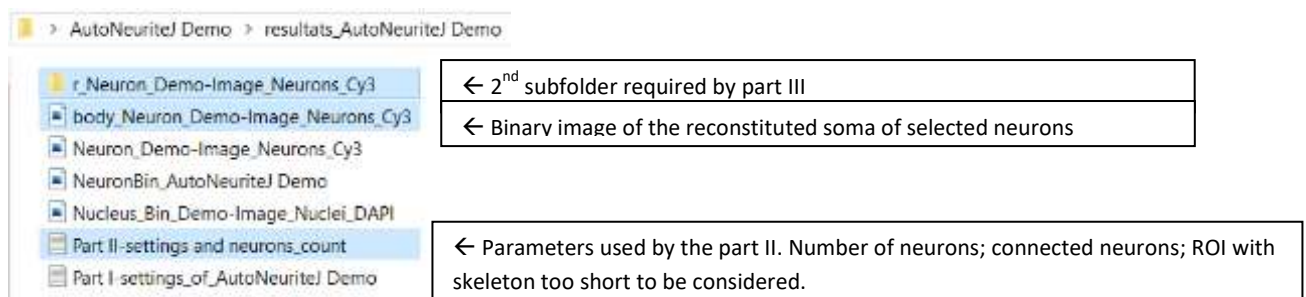 > AutoNeuriteJ Demo > resultats_AutoNeuriteJ Demo
r_Neuron_Demo-Image_Neurons_Cy3
← 2nd subfolder required by part III
body_Neuron_Demo-Image_Neurons_Cy3
← Binary image of the reconstituted soma of selected neurons
Neuron_Demo-Image_Neurons_Cy3
NeuronBin_AutoNeuriteJ Demo
Nucleus_Bin_Demo-Image_Nuclei_DAPI
Part II-settings and neurons_count
← Parameters used by the part II. Number of neurons; connected neurons; ROI with
Part I-settings_of_AutoNeuriteJ Demo
skeleton too short to be considered.